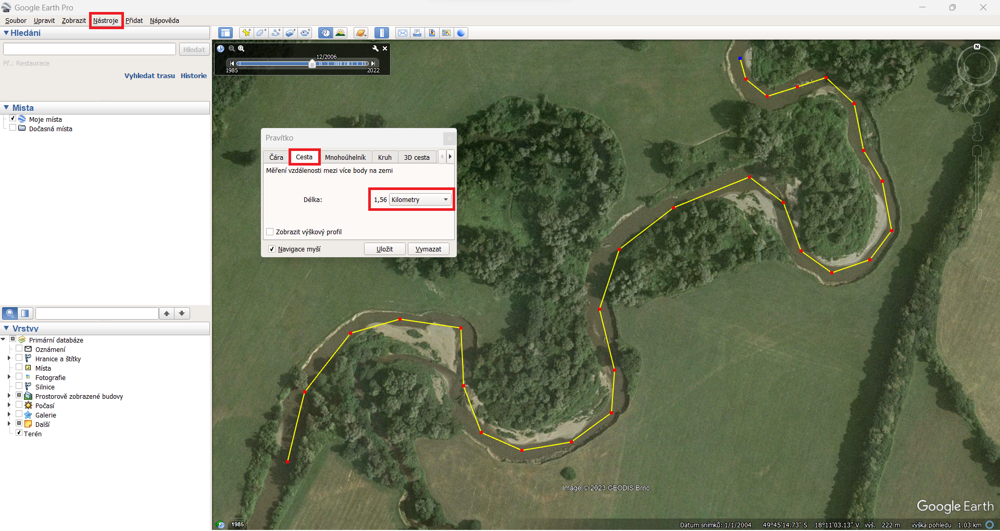 Google Earth Pro
Soubor Upravit Zobrazit Nástroje Přidat Nápověda
Hledání
Hledat
Př.: Restaurace
Vyhledat trasu Historie
Místa
Moje místa
Dočasná místa
Vrstvy
Primární databáze
Oznámení
Hranice a štítky
Místa
Fotografie
Silnice
Prostorově zobrazené budovy
Počasí
Galerie
Další
Terén
12/2006
1985 2022
N
Pravítko
Čára Cesta Mnohoúhelník Kruh 3D cesta
Měření vzdálenosti mezi více body na zemi
Délka: 1,56 Kilometry
Zobrazit výškový profil
Navigace myší Uložit Vymazat
Image © 2023 GEODIS Brno
Google Earth
1985 Datum snímků: 1/1/2004 49°45'14.73" S 18°11'03.13" V výš. 222 m výška pohledu 1.03 km